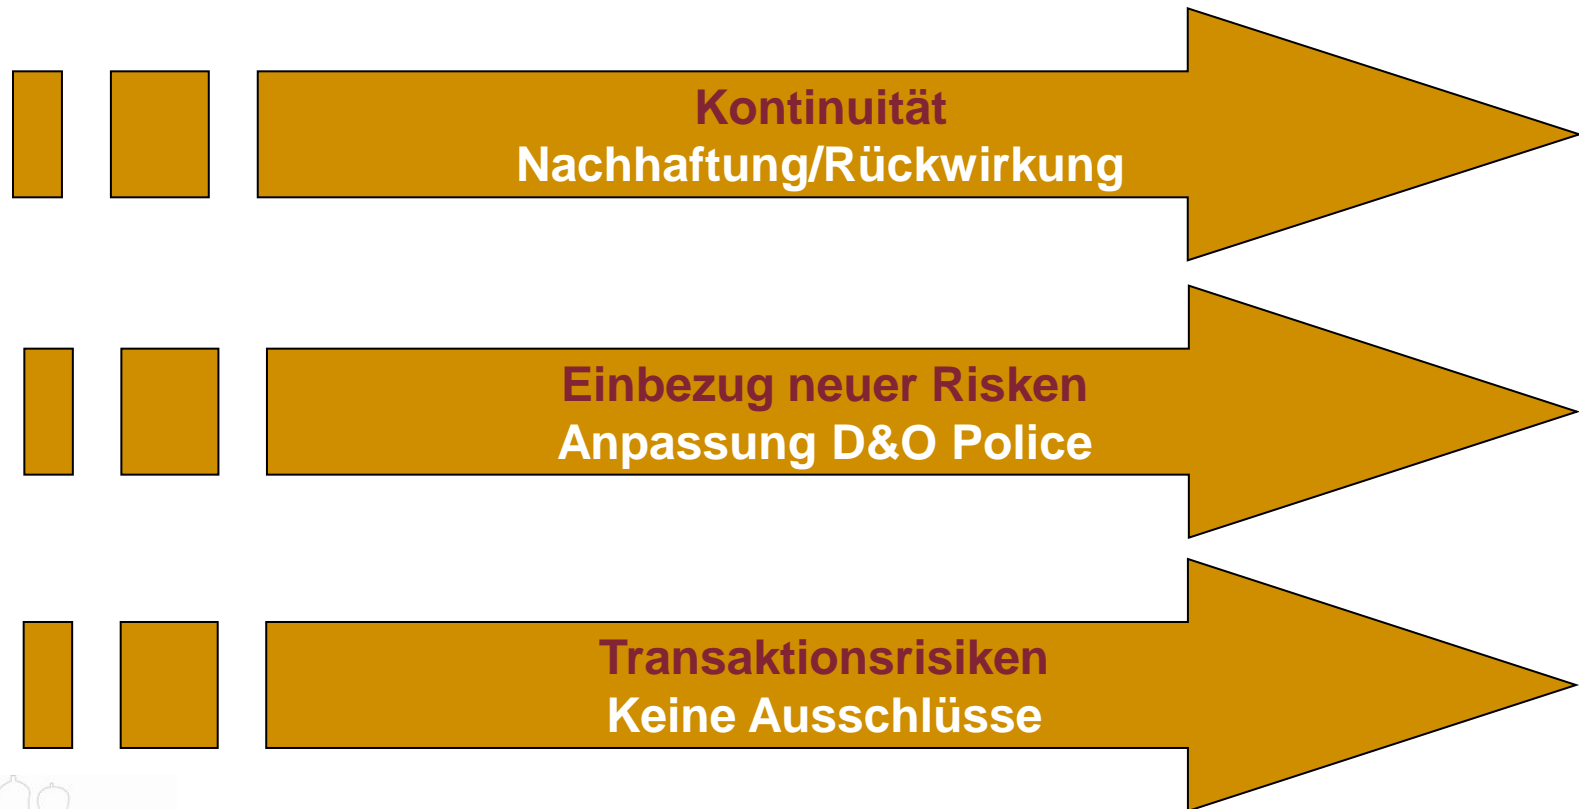 Kontinuität
Nachhaftung/Rückwirkung
Einbezug neuer Risken
Anpassung D&O Police
Transaktionsrisiken
Keine Ausschlüsse